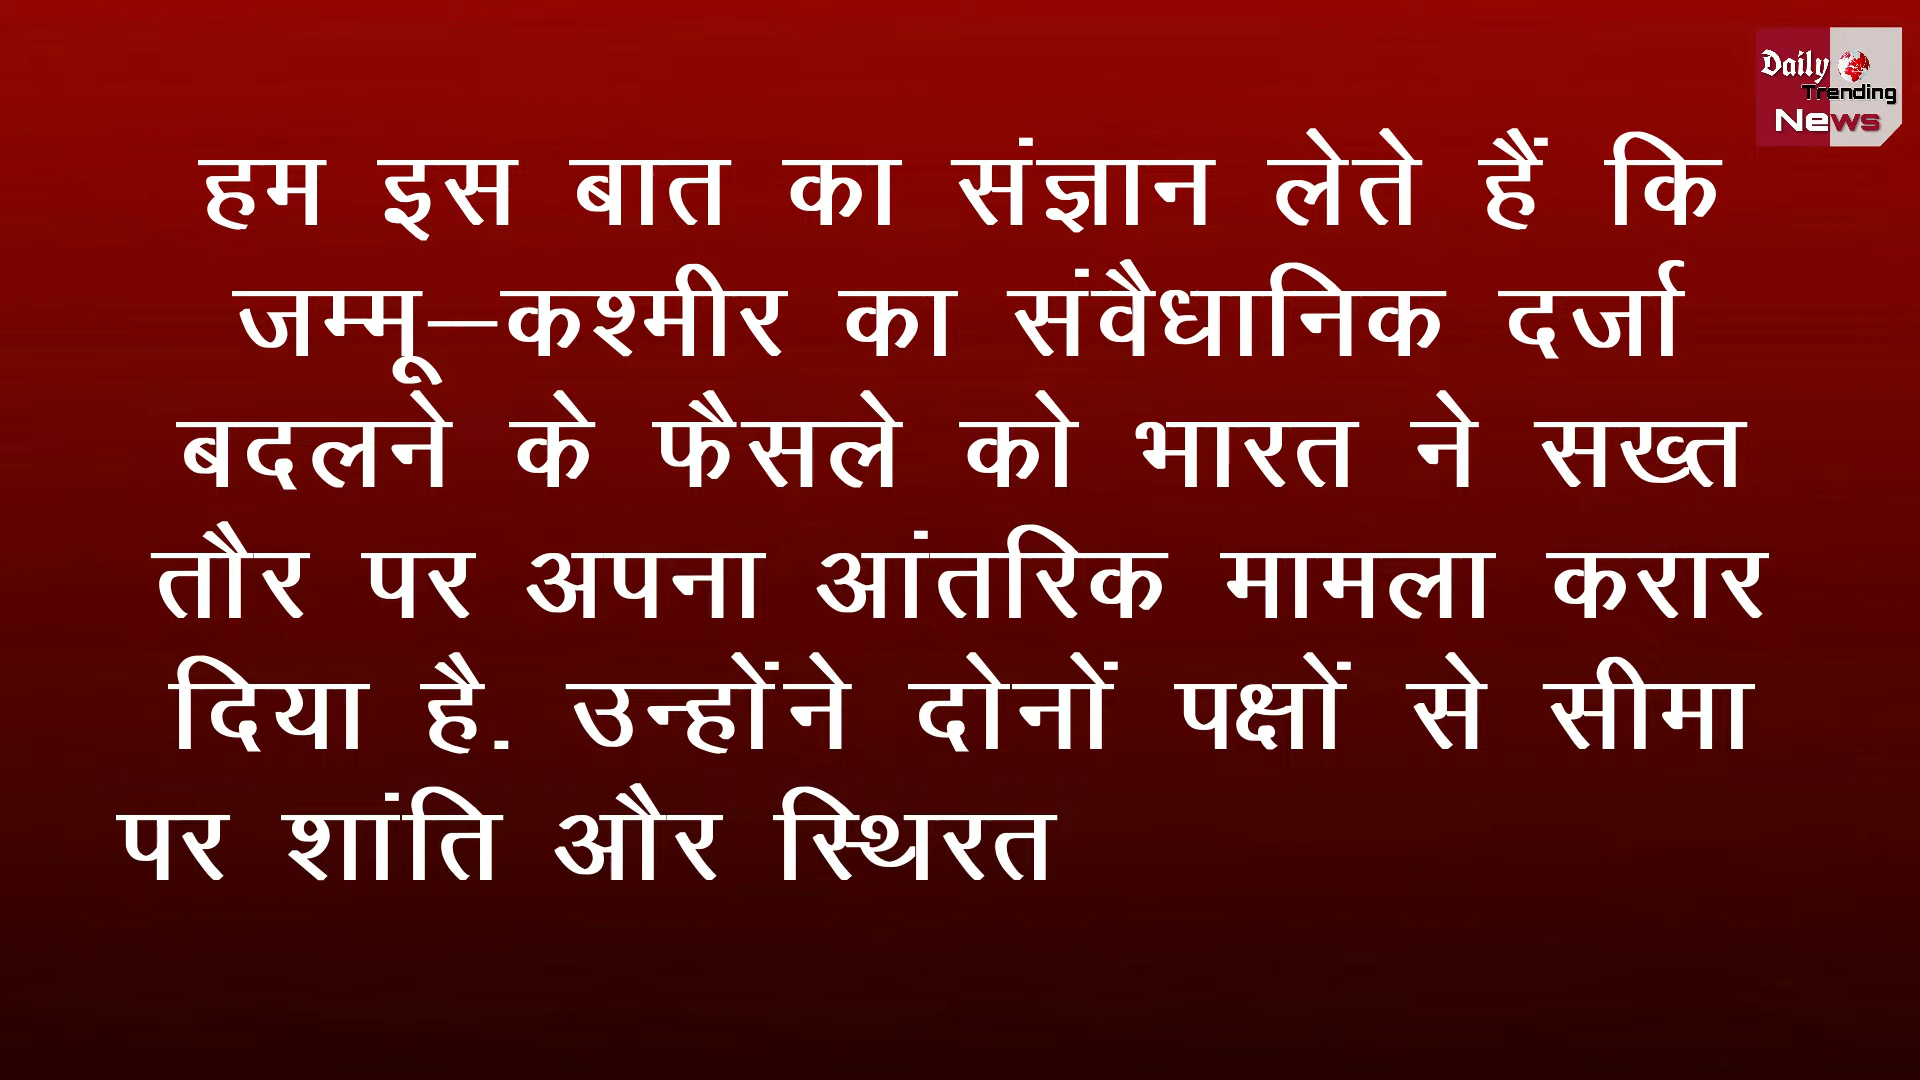 Daily
Trending
News
हम इस बात का संज्ञान लेते हैं कि
जम्मू–कश्मीर का संवैधानिक दर्जा
बदलने के फैसले को भारत ने सख्त
तौर पर अपना आंतरिक मामला करार
दिया है. उन्होंने दोनों पक्षों से सीमा
पर शांति और स्थिरत